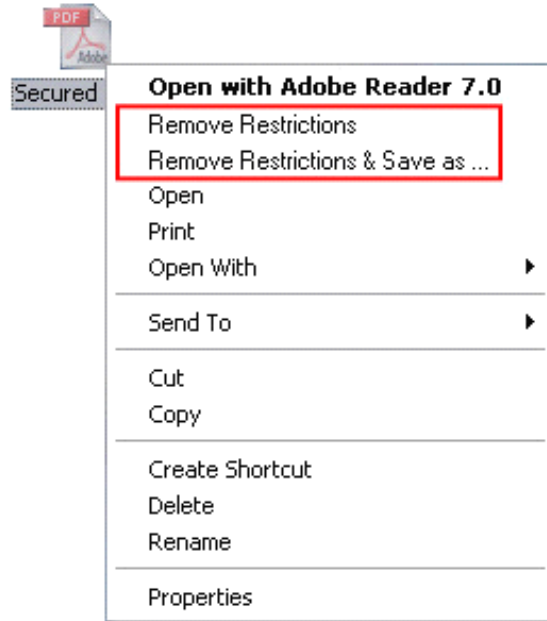 PDF
Adobe
Secured
Open with Adobe Reader 7.0
Remove Restrictions
Remove Restrictions & Save as ...
Open
Print
Open With
Send To
Cut
Copy
Create Shortcut
Delete
Rename
Properties